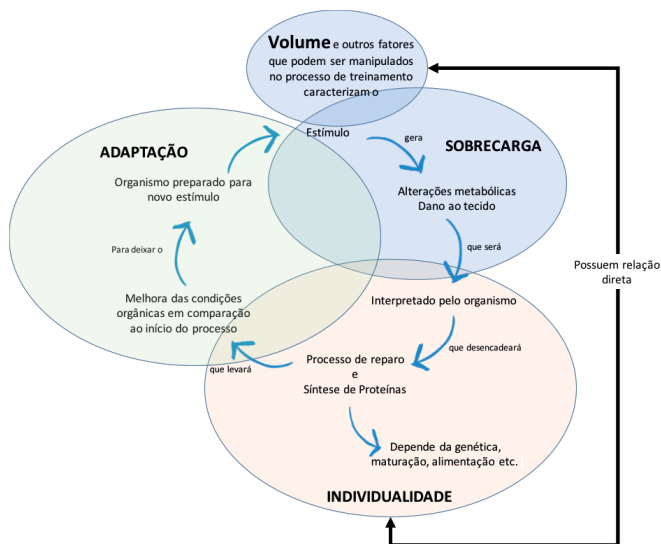 Volume e outros fatores
que podem ser manipulados
no processo de treinamento
caracterizam o
Estímulo
gera
SOBRECARGA
Alterações metabólicas
Dano ao tecido
que será
Interpretado pelo organismo
que desencadeará
Processo de reparo
e
Síntese de Proteínas
Depende da genética,
maturação, alimentação etc.
INDIVIDUALIDADE
que levará
Melhora das condições
orgânicas em comparação
ao início do processo
Para deixar o
Organismo preparado para
novo estímulo
ADAPTAÇÃO
Possuem relação
direta